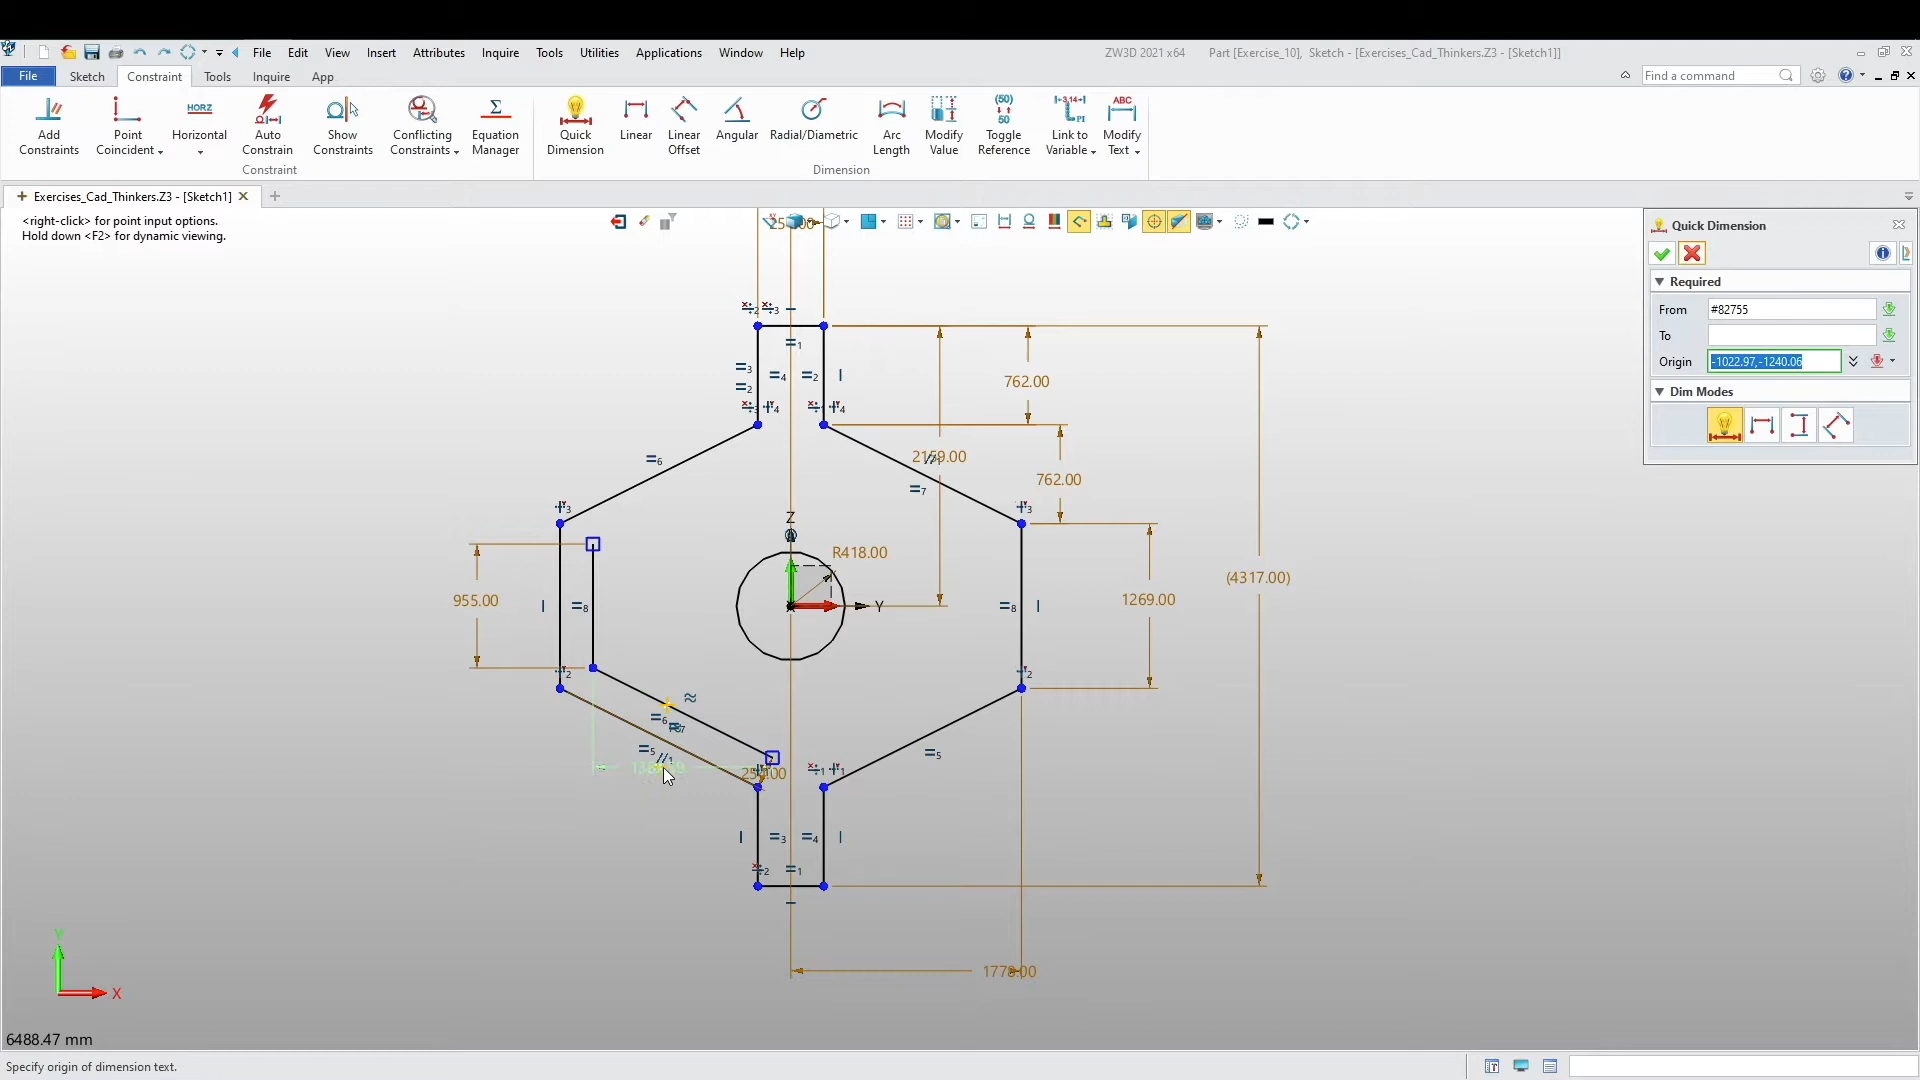 File Edit View Insert Attributes Inquire Tools Utilities Applications Window Help
ZW3D 2021 x64 Part [Exercise_10], Sketch - [Exercises_Cad_Thinkers.Z3 - [Sketch1]]
File Sketch Constraint Tools Inquire App
Find a command
Add Constraints
Point Coincident
HORZ
Horizontal
Auto Constrain
Show Constraints
Conflicting Constraints
Equation Manager
Quick Dimension
Linear
Linear Offset
Angular
Radial/Diametric
Arc Length
Modify Value
(50)
50
Toggle Reference
Link to Variable
ABC
Modify Text
Constraint
Dimension
Exercises_Cad_Thinkers.Z3 - [Sketch1]
<right-click> for point input options.
Hold down <F2> for dynamic viewing.
Quick Dimension
Required
From #82755
To
Origin -1022.97,-1240.06
Dim Modes
762.00
2159.00
762.00
Z
R418.00
Y
(4317.00)
955.00
1269.00
1778.00
Y
X
6488.47 mm
Specify origin of dimension text.